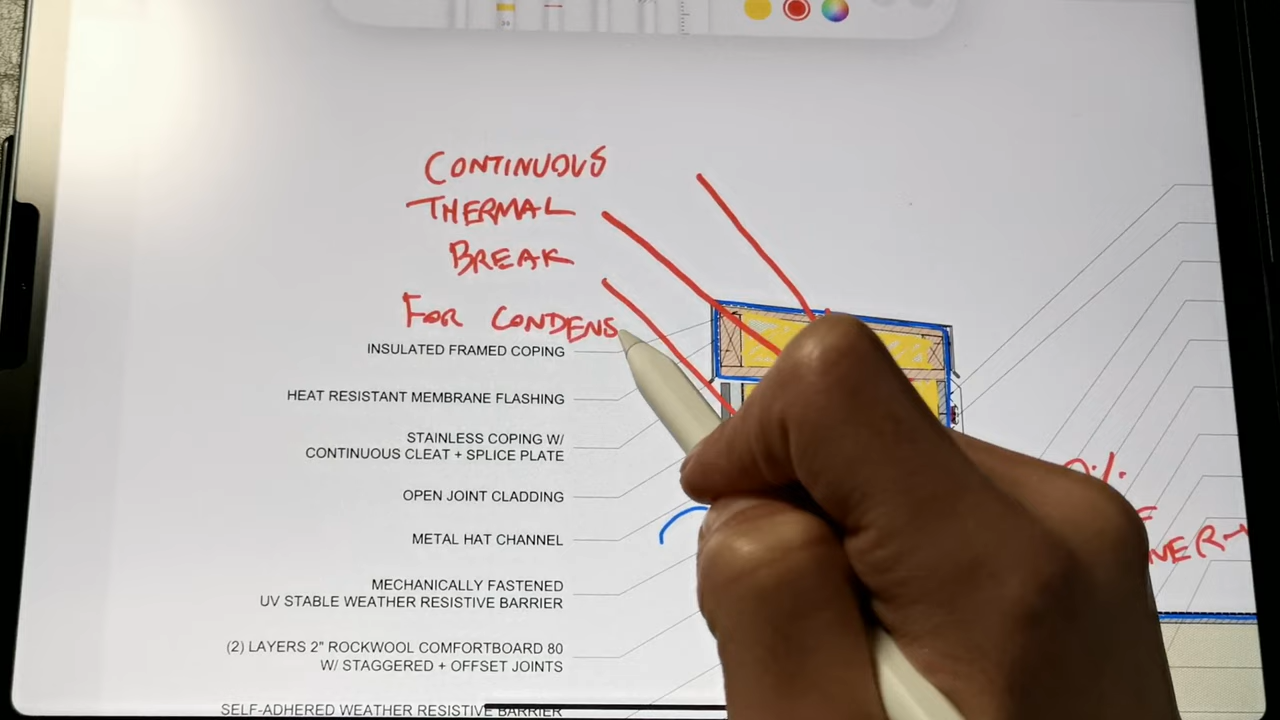 CONTINUOUS
THERMAL
BREAK
FOR CONDENS
INSULATED FRAMED COPING
HEAT RESISTANT MEMBRANE FLASHING
STAINLESS COPING W/
CONTINUOUS CLEAT + SPLICE PLATE
OPEN JOINT CLADDING
METAL HAT CHANNEL
MECHANICALLY FASTENED
UV STABLE WEATHER RESISTIVE BARRIER
(2) LAYERS 2" ROCKWOOL COMFORTBOARD 80
W/ STAGGERED + OFFSET JOINTS
SELF-ADHERED WEATHER RESISTIVE BARRIER